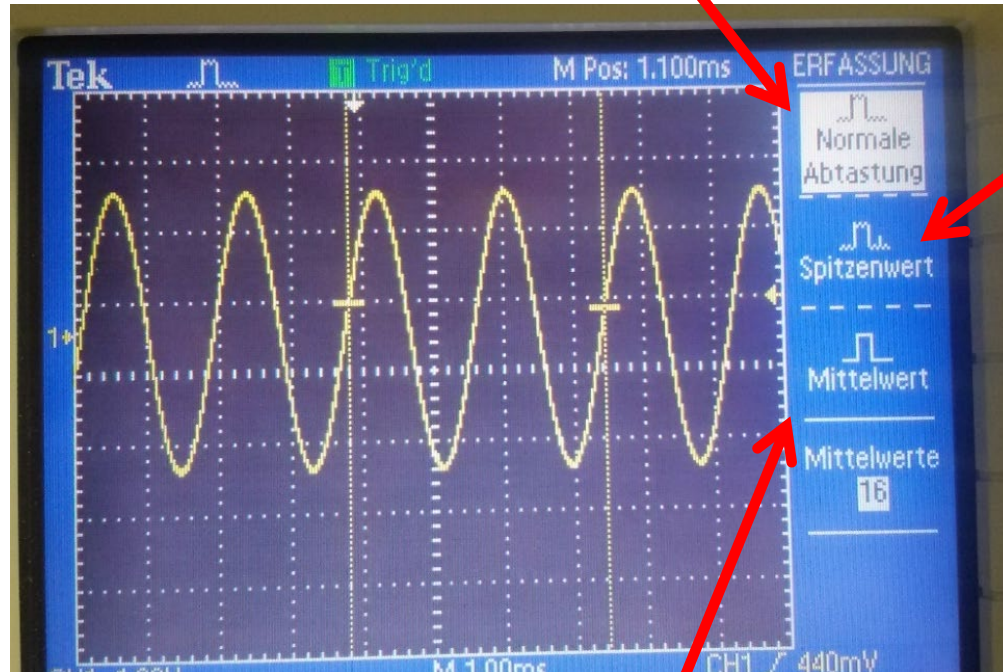 Tek T Trig'd M Pos: 1.100ms ERFASSUNG
Normale
Abtastung
Spitzenwert
1
Mittelwert
Mittelwerte
16
M 1.00ms CH1 / 440mV